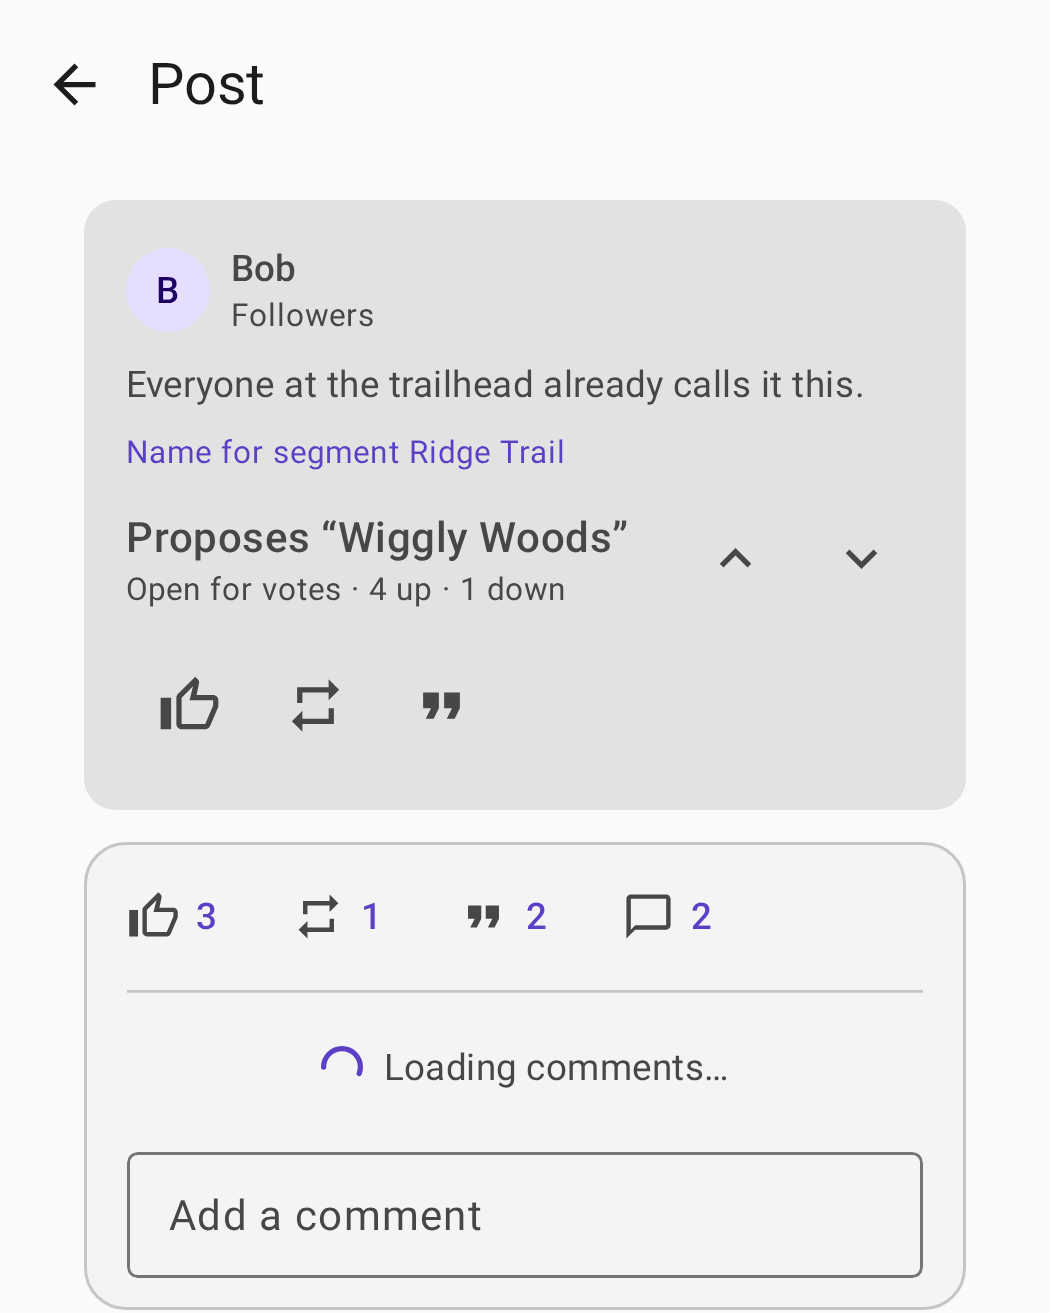 Post
B
Bob
Followers
Everyone at the trailhead already calls it this.
Name for segment Ridge Trail
Proposes “Wiggly Woods”
Open for votes · 4 up · 1 down
3 1 2 2
Loading comments…
Add a comment